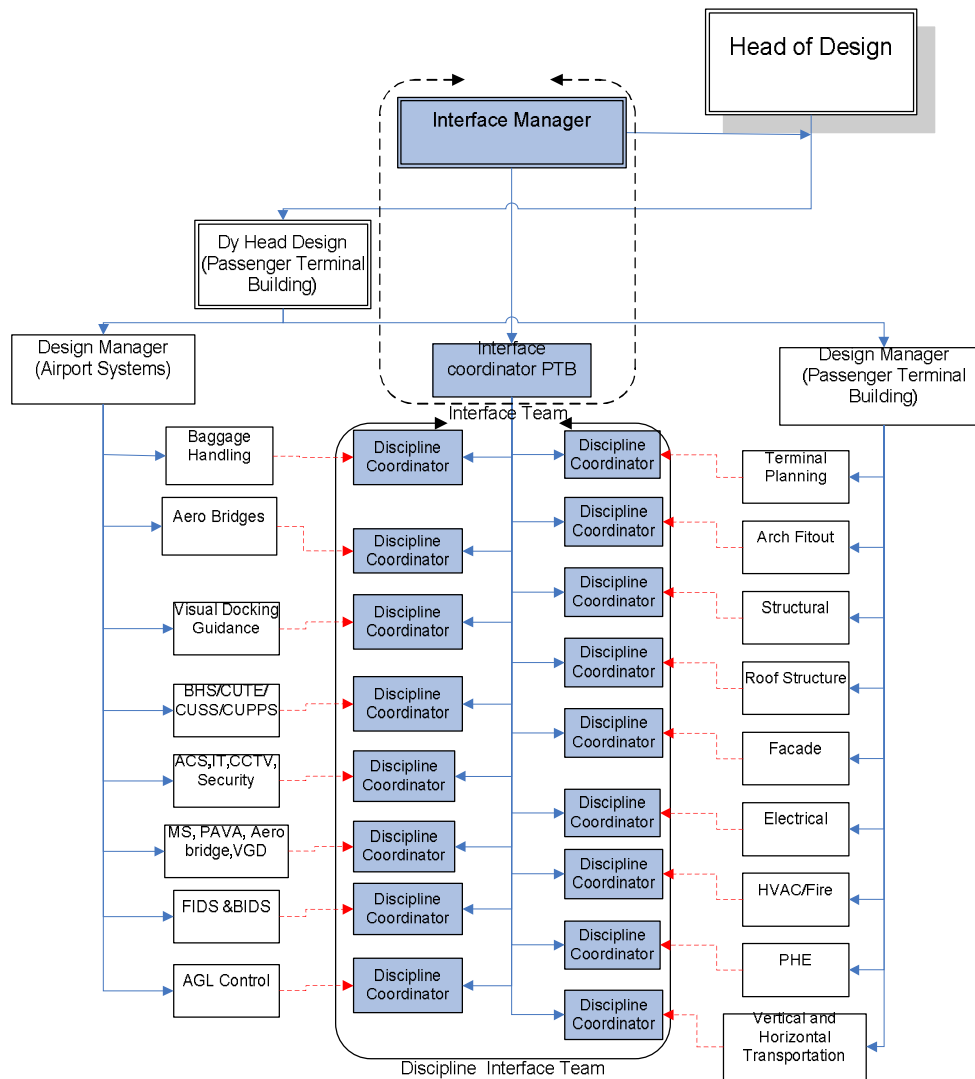 Head of Design
Interface Manager
Dy Head Design
(Passenger Terminal
Building)
Design Manager
(Airport Systems)
Interface
coordinator PTB
Design Manager
(Passenger Terminal
Building)
Interface Team
Baggage
Handling
Discipline
Coordinator
Discipline
Coordinator
Terminal
Planning
Aero Bridges
Discipline
Coordinator
Discipline
Coordinator
Arch Fitout
Visual Docking
Guidance
Discipline
Coordinator
Discipline
Coordinator
Structural
BHS/CUTE/
CUSS/CUPPS
Discipline
Coordinator
Discipline
Coordinator
Roof Structure
ACS,IT,CCTV,
Security
Discipline
Coordinator
Discipline
Coordinator
Facade
MS, PAVA, Aero
bridge,VGD
Discipline
Coordinator
Discipline
Coordinator
Electrical
FIDS &BIDS
Discipline
Coordinator
Discipline
Coordinator
HVAC/Fire
AGL Control
Discipline
Coordinator
Discipline
Coordinator
PHE
Discipline
Coordinator
Vertical and
Horizontal
Transportation
Discipline Interface Team